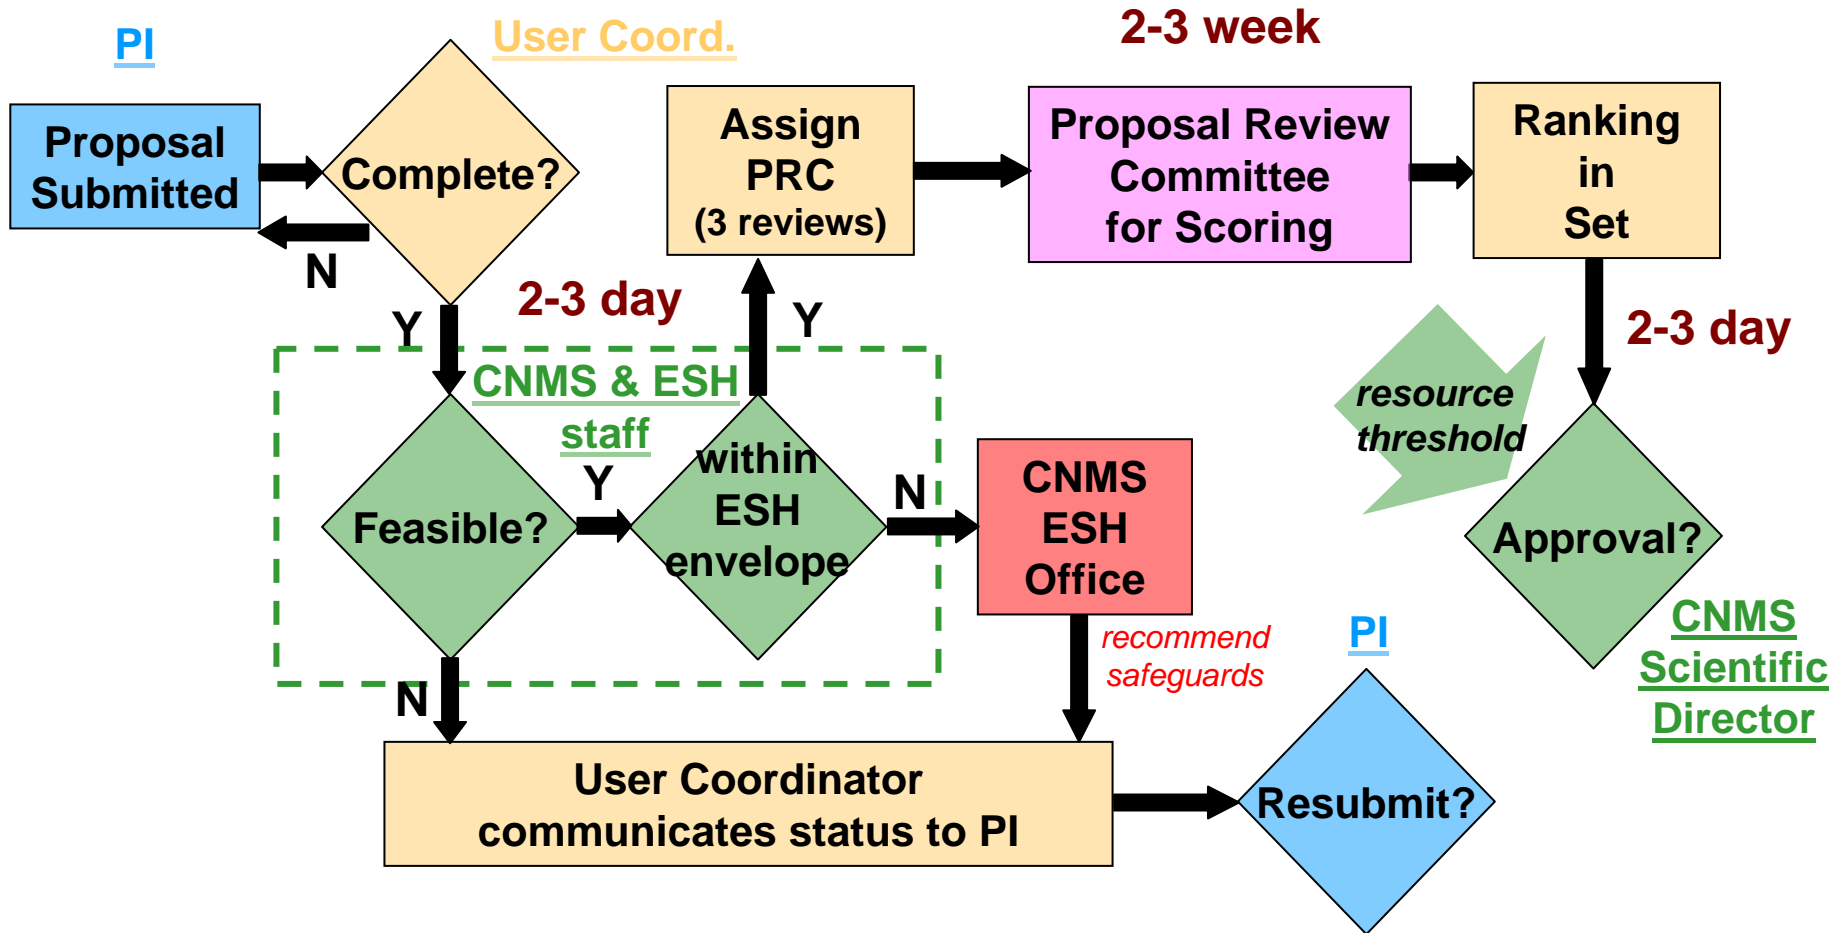 PI
User Coord.
2-3 week
Proposal
Submitted
Complete?
N
Assign
PRC
(3 reviews)
Proposal Review
Committee
for Scoring
Ranking
in
Set
2-3 day
Y
Y
2-3 day
CNMS & ESH
staff
Feasible?
Y
within
ESH
envelope
N
CNMS
ESH
Office
resource
threshold
Approval?
CNMS
Scientific
Director
recommend
safeguards
PI
N
User Coordinator
communicates status to PI
Resubmit?